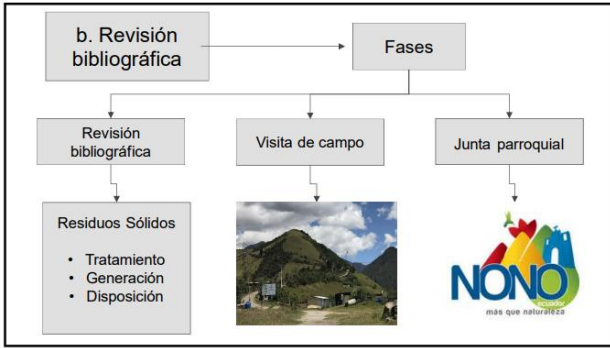 b. Revisión
bibliográfica
Fases
Revisión
bibliográfica
Visita de campo
Junta parroquial
Residuos Sólidos
• Tratamiento
• Generación
• Disposición
NONO
ecuador
más que naturaleza